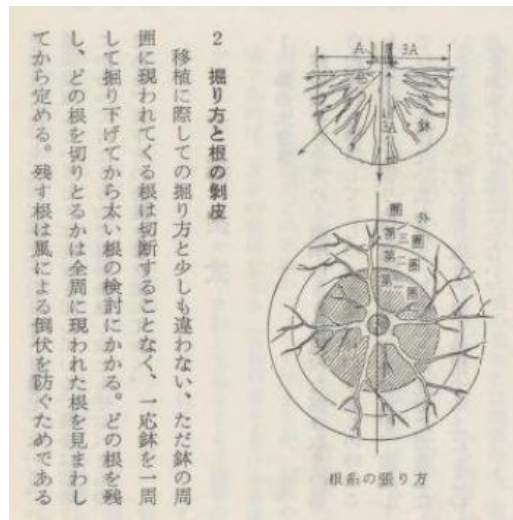 2　掘り方と根の剝皮
移植に際しての掘り方と少しも違わない、ただ鉢の周
囲に現われてくる根は切断することなく、一応鉢を一周
して掘り下げてから太い根の検討にかかる。どの根を残
し、どの根を切りとるかは全周に現われた根を見まわし
てから定める。残す根は風による倒伏を防ぐためである
A
3A
3A
鉢
圏外
第三圏
第二圏
第一圏
根系の張り方